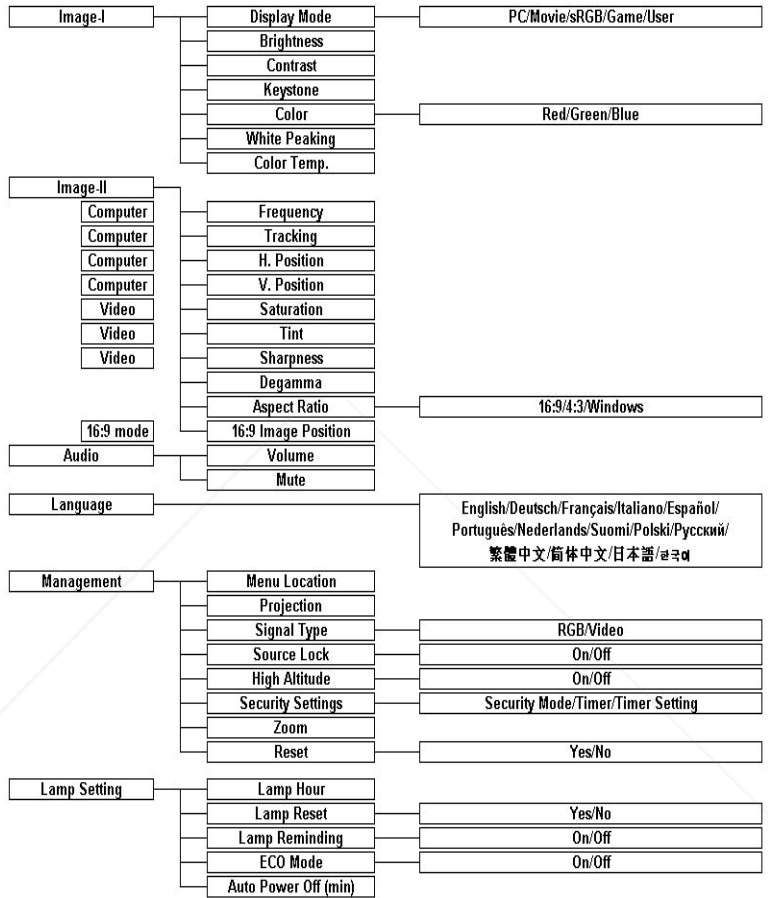 Image-I Display Mode PC/Movie/sRGB/Game/User
Brightness
Contrast
Keystone
Color Red/Green/Blue
White Peaking
Color Temp.
Image-II
Computer Frequency
Computer Tracking
Computer H. Position
Computer V. Position
Video Saturation
Video Tint
Video Sharpness
Degamma
Aspect Ratio 16:9/4:3/Windows
16:9 mode 16:9 Image Position
Audio Volume
Mute
Language English/Deutsch/Français/Italiano/Español/
Português/Nederlands/Suomi/Polski/Русский/
繁體中文/简体中文/日本語/한국어
Management Menu Location
Projection
Signal Type RGB/Video
Source Lock On/Off
High Altitude On/Off
Security Settings Security Mode/Timer/Timer Setting
Zoom
Reset Yes/No
Lamp Setting Lamp Hour
Lamp Reset Yes/No
Lamp Reminding On/Off
ECO Mode On/Off
Auto Power Off (min)